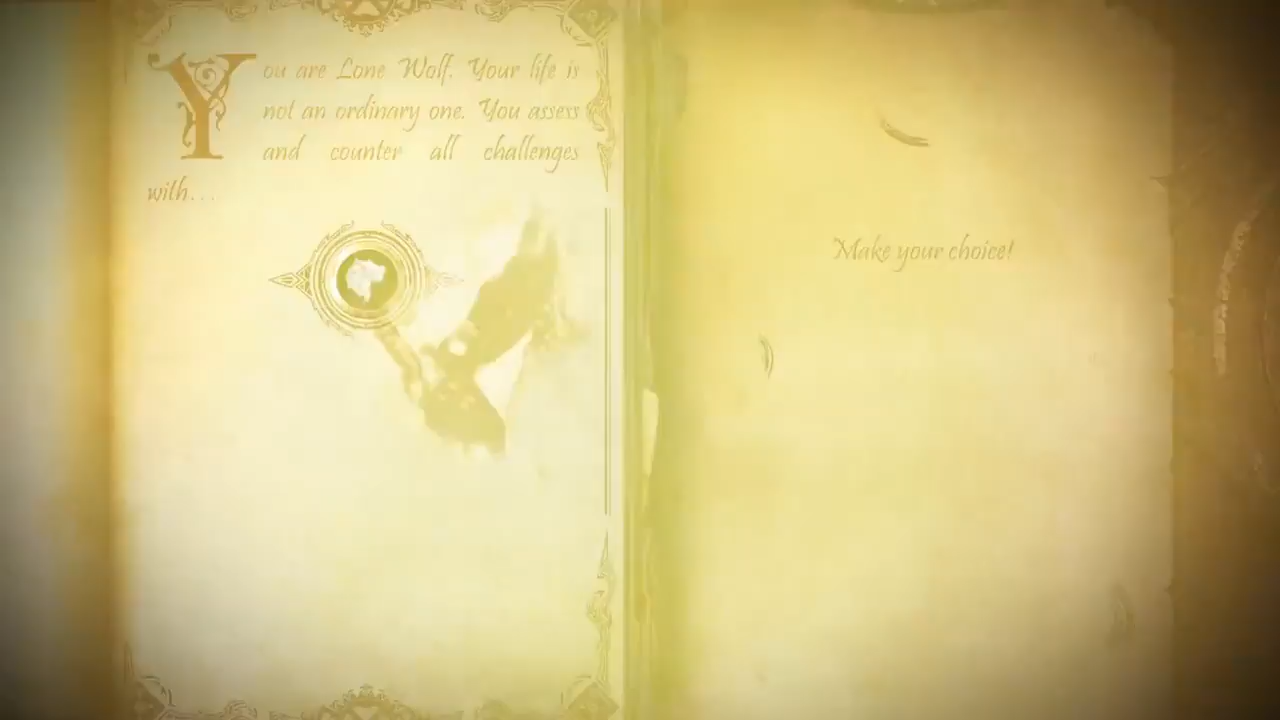 You are Lone Wolf. Your life is
not an ordinary one. You assess
and counter all challenges
with...
Make your choice!